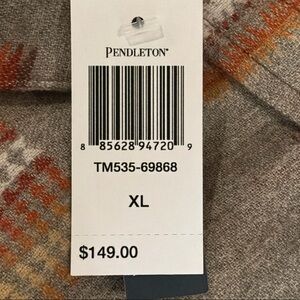 PENDLETON®
8 85628 94720 9
TM535-69868
XL
$149.00